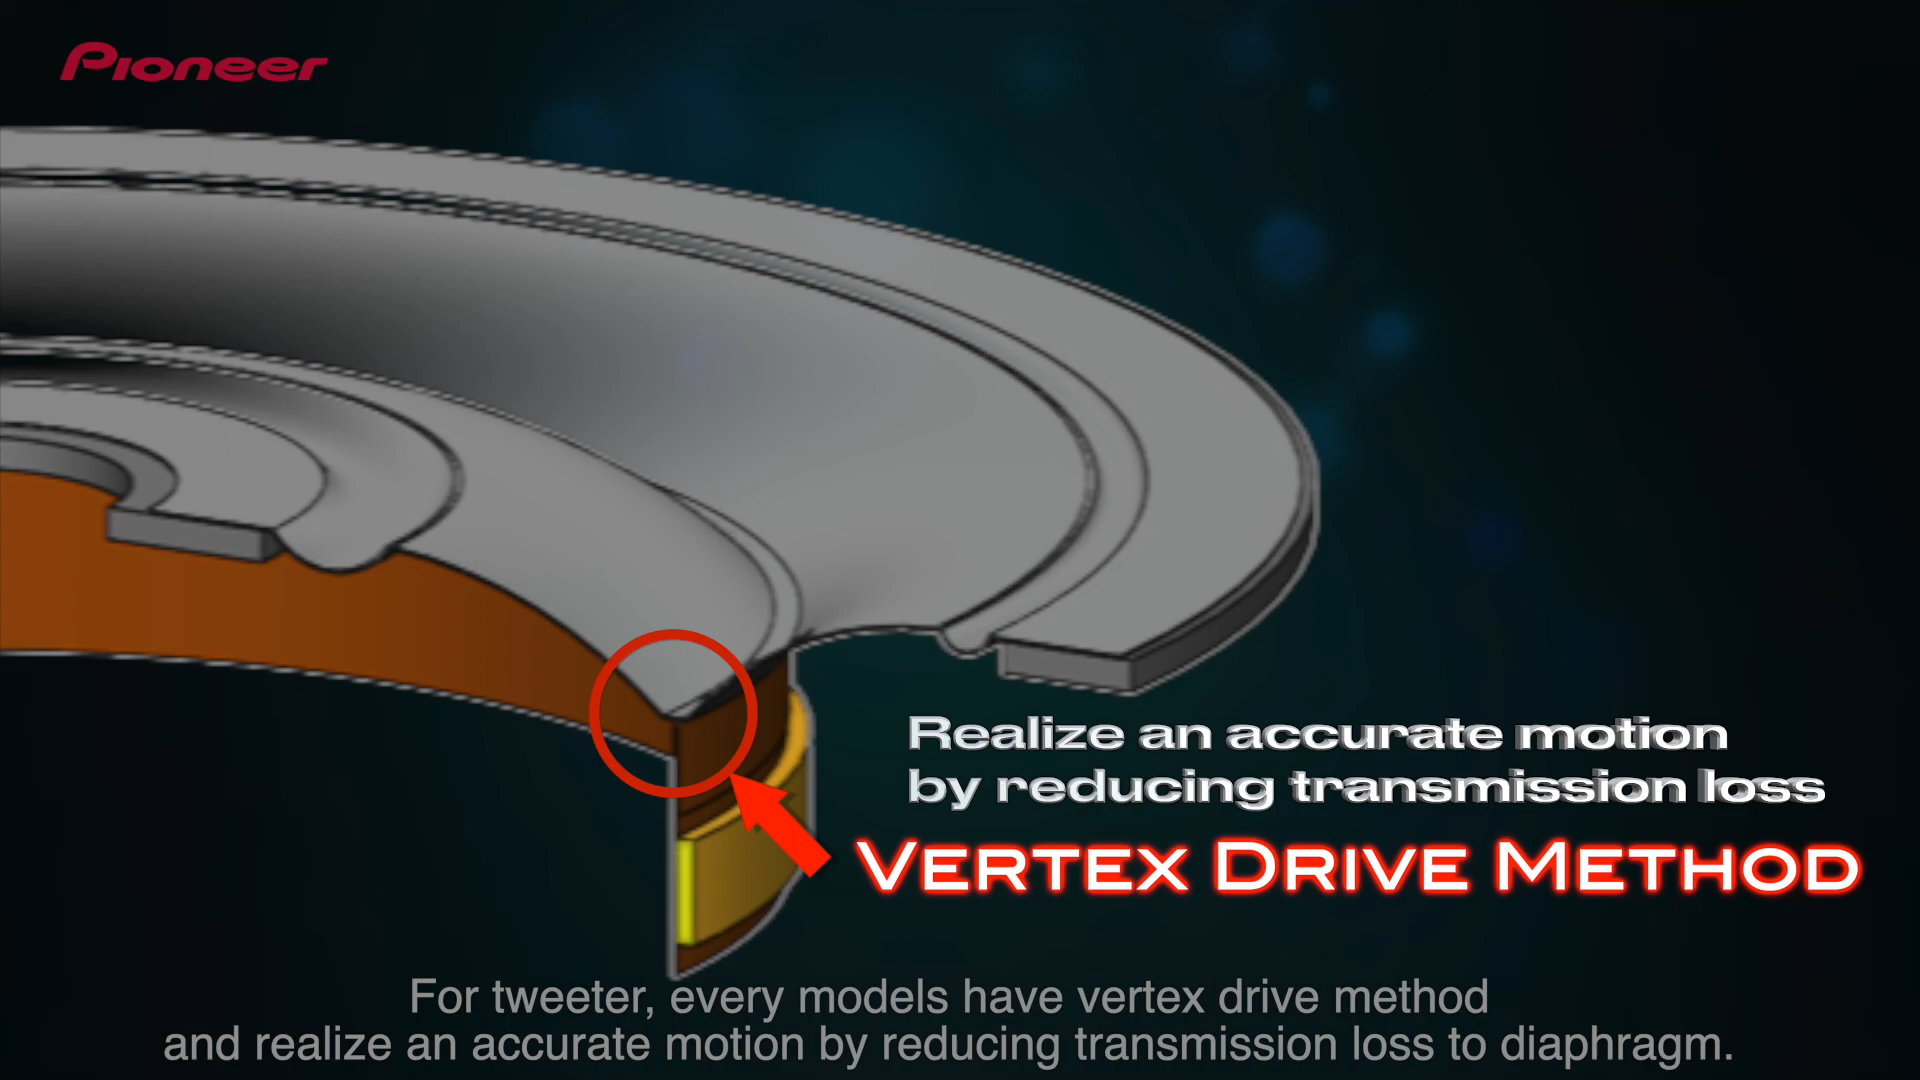 Pioneer
Realize an accurate motion
by reducing transmission loss
VERTEX DRIVE METHOD
For tweeter, every models have vertex drive method
and realize an accurate motion by reducing transmission loss to diaphragm.